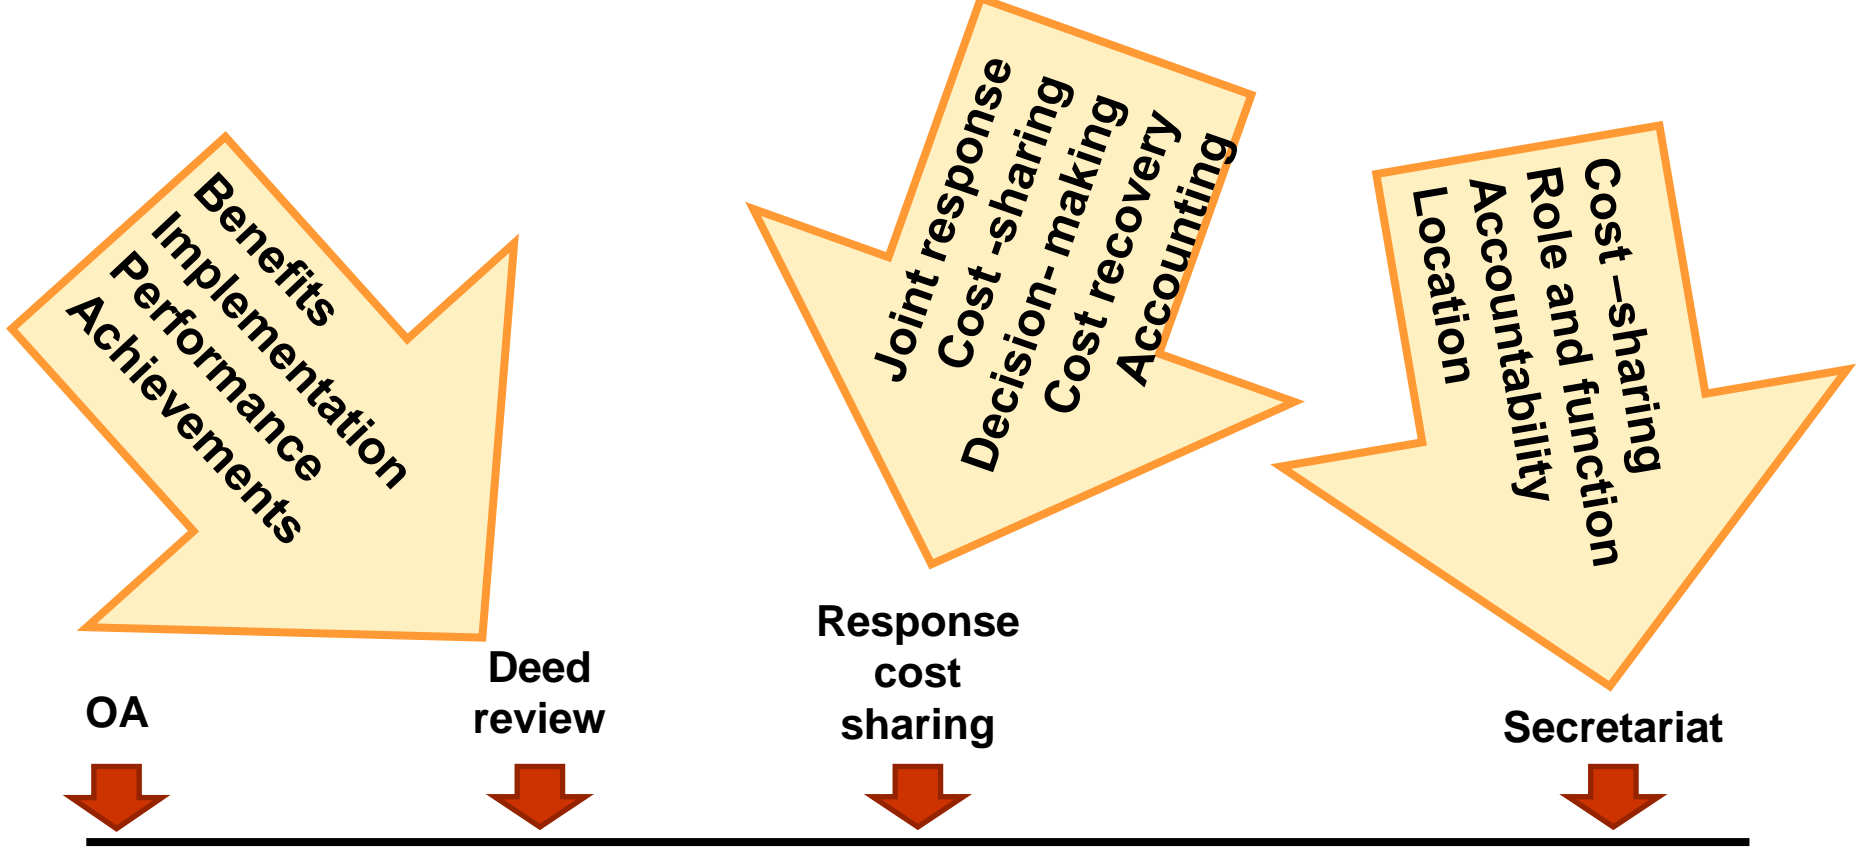 Benefits
Implementation
Performance
Achievements
Joint response
Cost -sharing
Decision- making
Cost recovery
Accounting
Cost –sharing
Role and function
Accountability
Location
OA
Deed
review
Response
cost
sharing
Secretariat